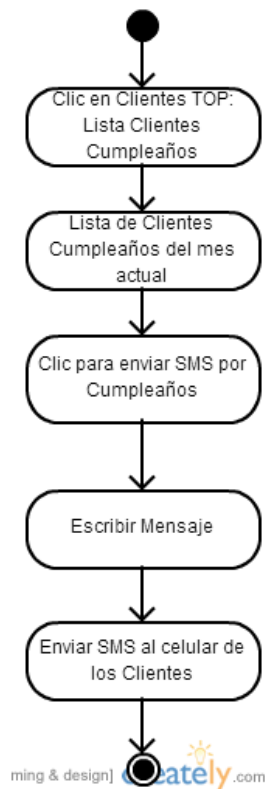 Clic en Clientes TOP:
Lista Clientes
Cumpleaños
Lista de Clientes
Cumpleaños del mes
actual
Clic para enviar SMS por
Cumpleaños
Escribir Mensaje
Enviar SMS al celular de
los Clientes
ming & design] creately.com